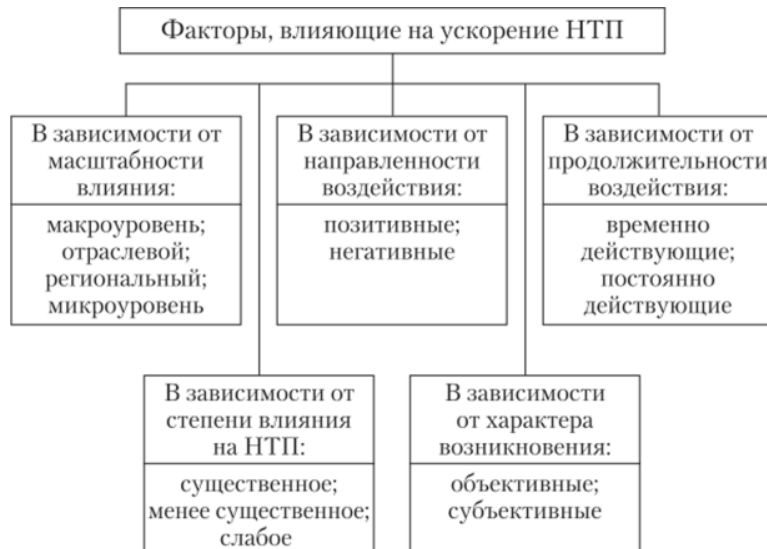 Факторы, влияющие на ускорение НТП
В зависимости от
масштабности
влияния:
макроуровень;
отраслевой;
региональный;
микроуровень
В зависимости от
направленности
воздействия:
позитивные;
негативные
В зависимости от
продолжительности
воздействия:
временно
действующие;
постоянно
действующие
В зависимости от
степени влияния
на НТП:
существенное;
менее существенное;
слабое
В зависимости
от характера
возникновения:
объективные;
субъективные